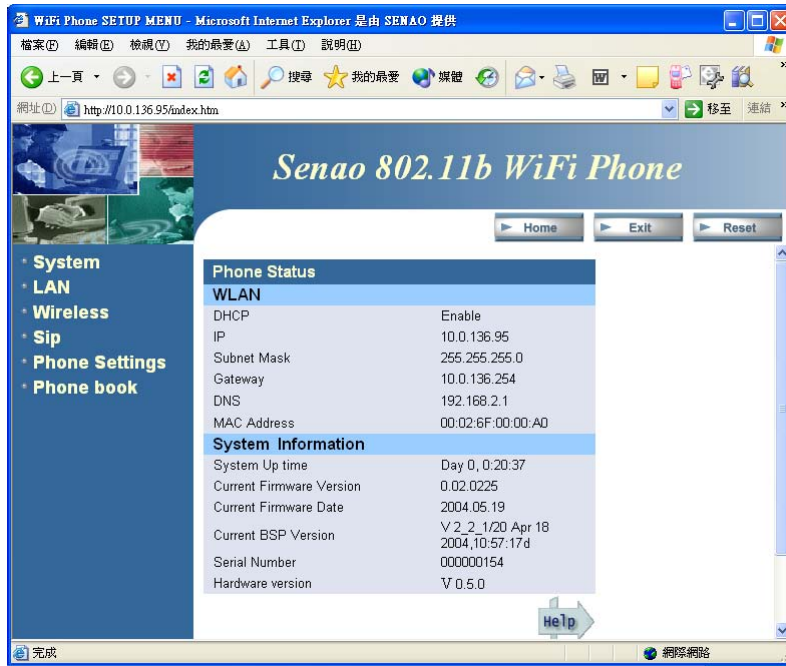 WiFi Phone SETUP MENU - Microsoft Internet Explorer 是由 SENAO 提供
檔案(F) 編輯(E) 檢視(V) 我的最愛(A) 工具(T) 說明(H)
上一頁 搜尋 我的最愛 媒體
網址(D) http://10.0.136.95/index.htm 移至 連結
Senao 802.11b WiFi Phone
Home Exit Reset
System
LAN
Wireless
Sip
Phone Settings
Phone book
Phone Status
WLAN
DHCP Enable
IP 10.0.136.95
Subnet Mask 255.255.255.0
Gateway 10.0.136.254
DNS 192.168.2.1
MAC Address 00:02:6F:00:00:A0
System Information
System Up time Day 0, 0:20:37
Current Firmware Version 0.02.0225
Current Firmware Date 2004.05.19
Current BSP Version V 2_2_1/20 Apr 18
2004,10:57:17d
Serial Number 000000154
Hardware version V 0.5.0
Help
完成 網際網路